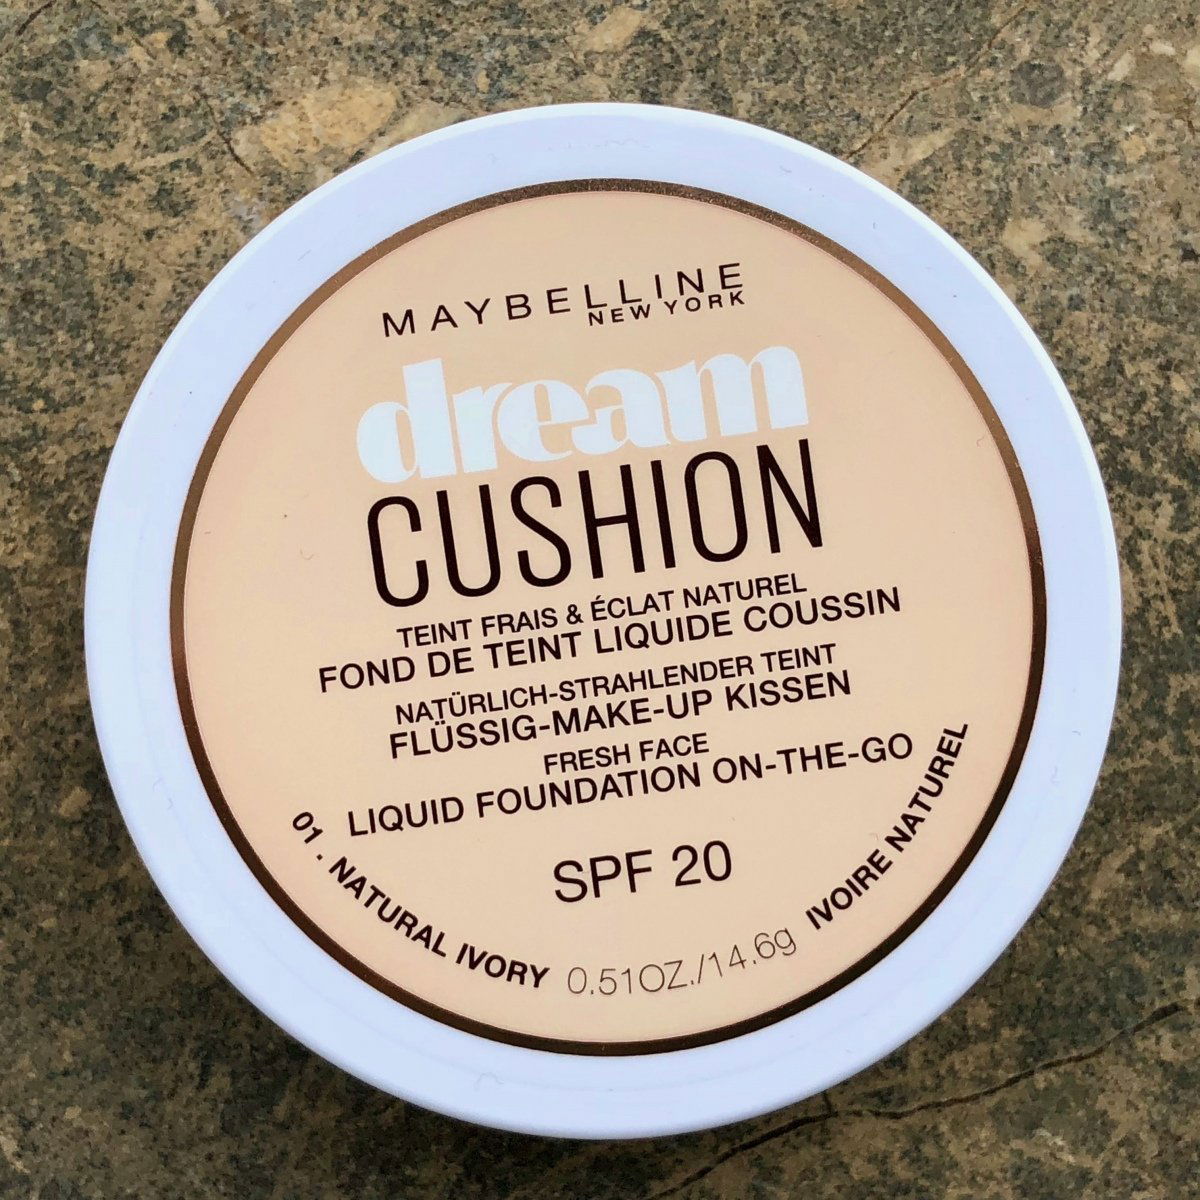 MAYBELLINE
NEW YORK
dream
CUSHION
TEINT FRAIS & ÉCLAT NATUREL
FOND DE TEINT LIQUIDE COUSSIN
NATÜRLICH-STRAHLENDER TEINT
FLÜSSIG-MAKE-UP KISSEN
FRESH FACE
LIQUID FOUNDATION ON-THE-GO
SPF 20
01 . NATURAL IVORY
0.51OZ./14.6g
IVOIRE NATUREL